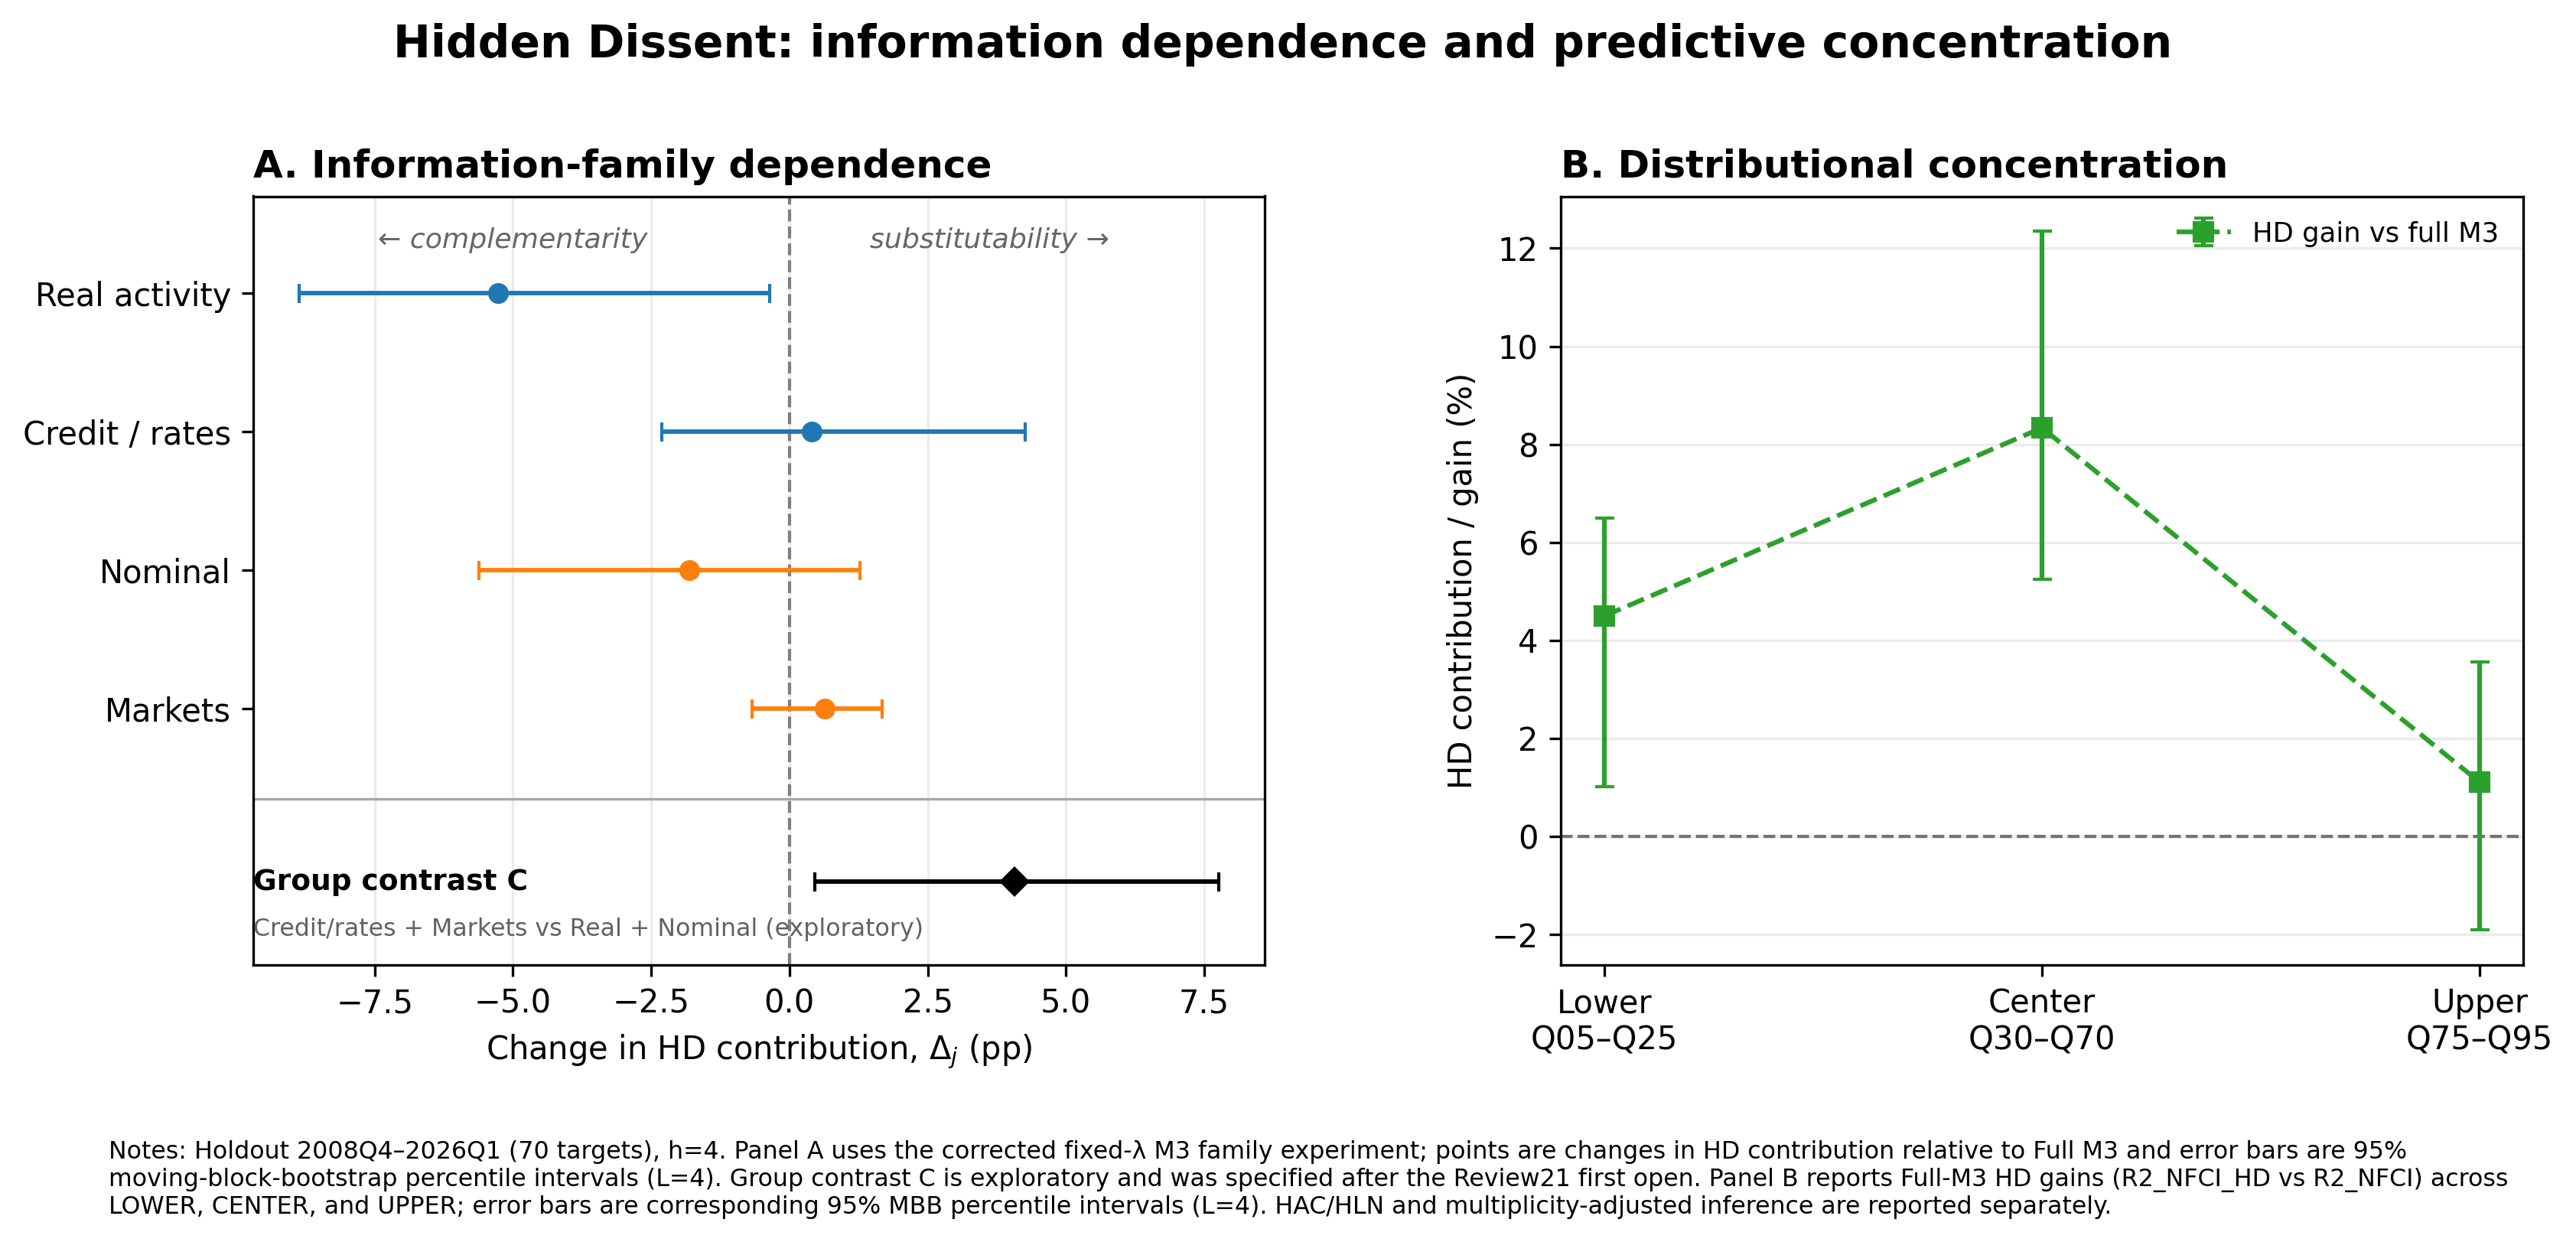 Hidden Dissent: information dependence and predictive concentration
A. Information-family dependence
← complementarity
substitutability →
Real activity
Credit / rates
Nominal
Markets
Group contrast C
Credit/rates + Markets vs Real + Nominal (exploratory)
−7.5
−5.0
−2.5
0.0
2.5
5.0
7.5
Change in HD contribution, Δj (pp)
B. Distributional concentration
HD gain vs full M3
HD contribution / gain (%)
12
10
8
6
4
2
0
−2
Lower
Q05–Q25
Center
Q30–Q70
Upper
Q75–Q95
Notes: Holdout 2008Q4–2026Q1 (70 targets), h=4. Panel A uses the corrected fixed-λ M3 family experiment; points are changes in HD contribution relative to Full M3 and error bars are 95%
moving-block-bootstrap percentile intervals (L=4). Group contrast C is exploratory and was specified after the Review21 first open. Panel B reports Full-M3 HD gains (R2_NFCI_HD vs R2_NFCI) across
LOWER, CENTER, and UPPER; error bars are corresponding 95% MBB percentile intervals (L=4). HAC/HLN and multiplicity-adjusted inference are reported separately.